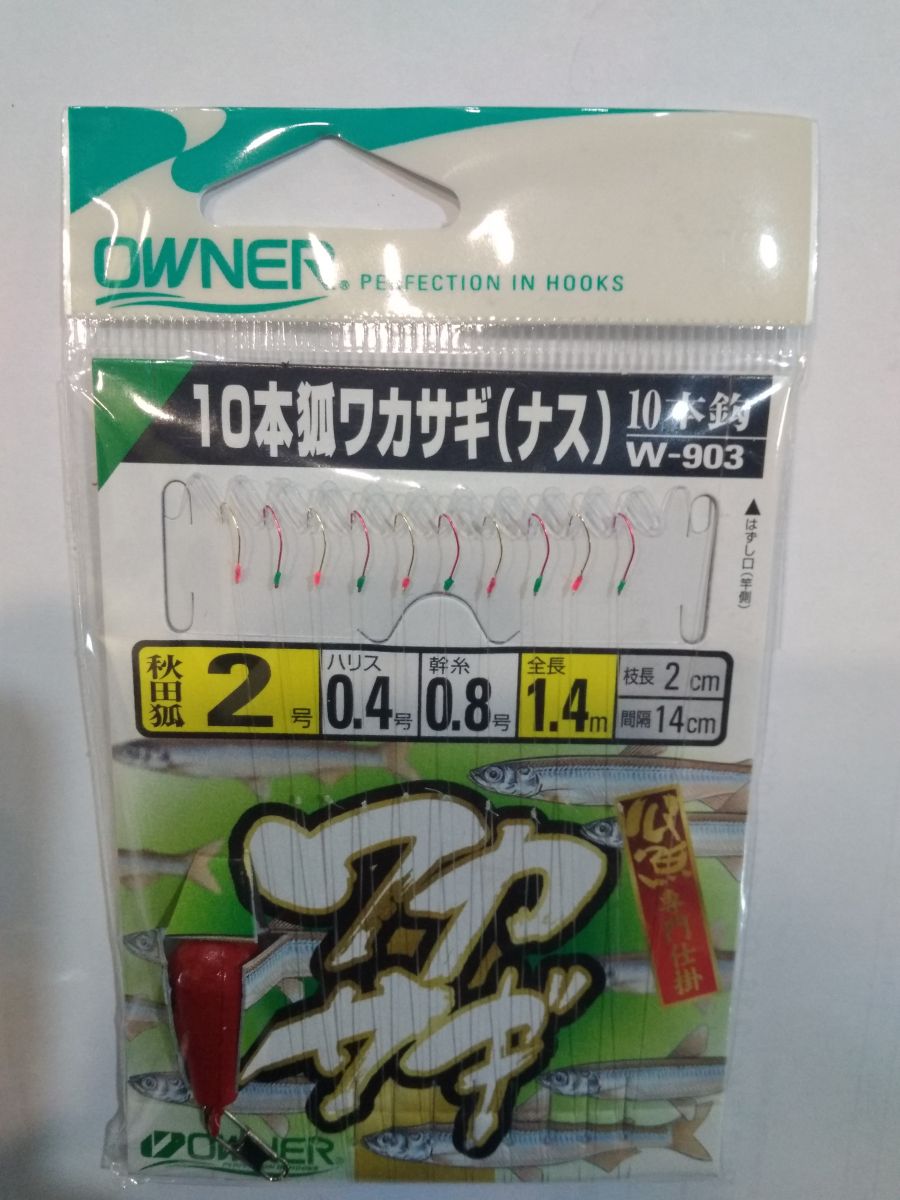 OWNER® PERFECTION IN HOOKS
10本狐ワカサギ(ナス) 10本鈎
W-903
▲はずし口(竿側)
秋田狐 2号
ハリス 0.4号
幹糸 0.8号
全長 1.4m
枝長 2cm
間隔 14cm
ワカサギ
公魚専門仕掛
OWNER®
PERFECTION IN HOOKS